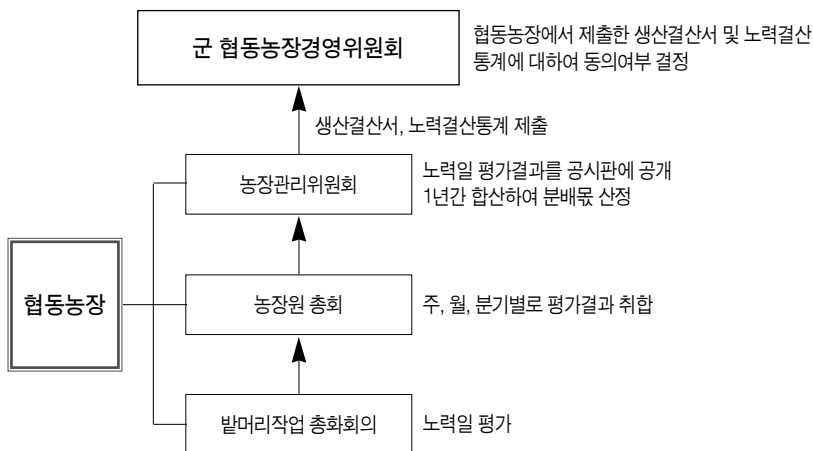 군 협동농장경영위원회
협동농장에서 제출한 생산결산서 및 노력결산
통계에 대하여 동의여부 결정
생산결산서, 노력결산통계 제출
농장관리위원회
노력일 평가결과를 공시판에 공개
1년간 합산하여 분배몫 산정
협동농장
농장원 총회
주, 월, 분기별로 평가결과 취합
밭머리작업 총화회의
노력일 평가